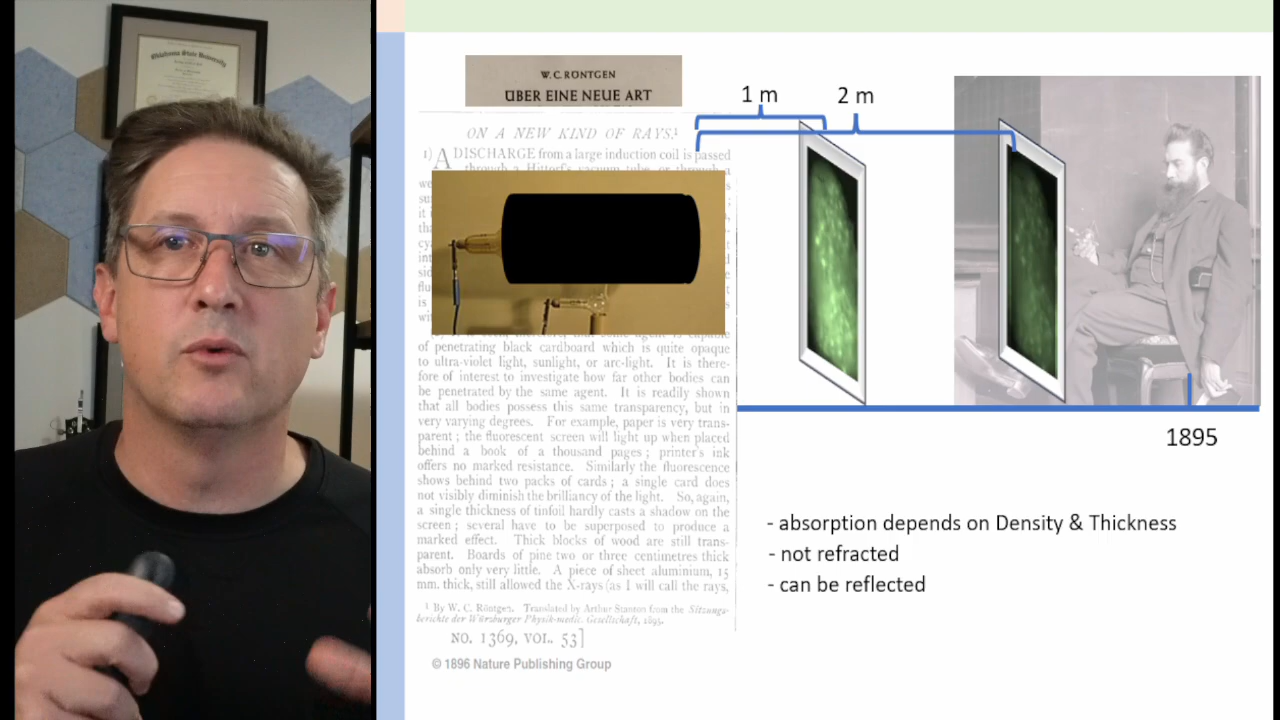 Oklahoma State University
W. C. RÖNTGEN
ÜBER EINE NEUE ART
1 m
2 m
ON A NEW KIND OF RAYS.¹
1) A DISCHARGE from a large induction coil is passed
through a Hittorf's vacuum tube, or through a
of penetrating black cardboard which is quite opaque
to ultra-violet light, sunlight, or arc-light. It is there-
fore of interest to investigate how far other bodies can
be penetrated by the same agent. It is readily shown
that all bodies possess this same transparency, but in
very varying degrees. For example, paper is very trans-
parent; the fluorescent screen will light up when placed
behind a book of a thousand pages; printer's ink
offers no marked resistance. Similarly the fluorescence
shows behind two packs of cards; a single card does
not visibly diminish the brilliancy of the light. So, again,
a single thickness of tinfoil hardly casts a shadow on the
screen; several have to be superposed to produce a
marked effect. Thick blocks of wood are still trans-
parent. Boards of pine two or three centimetres thick
absorb only very little. A piece of sheet aluminium, 15
mm. thick, still allowed the X-rays (as I will call the rays,
¹ By W. C. Röntgen. Translated by Arthur Stanton from the Sitzungs-
berichte der Würzburger Physik-medic. Gesellschaft, 1895.
NO. 1369, VOL. 53]
© 1896 Nature Publishing Group
1895
- absorption depends on Density & Thickness
- not refracted
- can be reflected